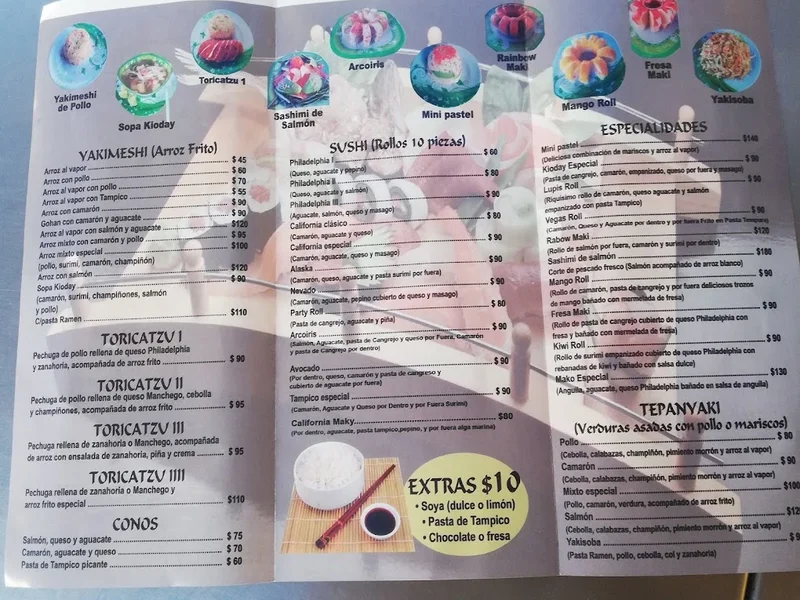 Yakimeshi
de Pollo
Sopa Kioday
Toricatzu 1
Sashimi de
Salmón
Arcoiris
Mini pastel
Rainbow
Maki
Mango Roll
Fresa
Maki
Yakisoba
YAKIMESHI (Arroz Frito)
Arroz al vapor $ 45
Arroz con pollo $ 60
Arroz al vapor con pollo $ 70
Arroz al vapor con Tampico $ 55
Arroz con camarón $ 90
Gohan con camarón y aguacate $ 90
Arroz al vapor con salmón y aguacate $120
Arroz mixto con camarón y pollo $ 95
Arroz mixto especial $100
(pollo, surimi, camarón, champiñón)
Arroz con salmón $120
Sopa Kioday $ 90
(camarón, surimi, champiñones, salmón
y pollo)
C/pasta Ramen $110
TORICATZU I
Pechuga de pollo rellena de queso Philadelphia
y zanahoria, acompañada de arroz frito $ 90
TORICATZU II
Pechuga de pollo rellena de queso Manchego, cebolla
y champiñones, acompañada de arroz frito $ 95
TORICATZU III
Pechuga rellena de zanahoria o Manchego, acompañada
de arroz con ensalada de zanahoria, piña y crema $ 95
TORICATZU IIII
Pechuga rellena de zanahoria o Manchego y
arroz frito especial $110
CONOS
Salmón, queso y aguacate $ 75
Camarón, aguacate y queso $ 70
Pasta de Tampico picante $ 60
SUSHI (Rollos 10 piezas)
Philadelphia I $ 60
(Queso, aguacate y pepino)
Philadelphia II $ 80
(Queso, aguacate y salmón)
Philadelphia III $ 90
(Aguacate, salmón, queso y masago)
California clásico $ 80
(Camarón, aguacate y queso)
California especial $ 90
(Camarón, aguacate, queso y masago)
Alaska $ 90
(Camarón, queso, aguacate y pasta surimi por fuera)
Nevado $ 90
(Camarón, aguacate, pepino cubierto de queso y masago)
Party Roll $ 80
(Pasta de cangrejo, aguacate y piña)
Arcoiris $ 90
(Salmón, Aguacate, pasta de Cangrejo y queso por Fuera, Camarón
y pasta de Cangrejo por dentro)
Avocado $ 90
(Por dentro, queso, camarón y pasta de cangreso y
cubierto de aguacate por fuera)
Tampico especial $ 90
(Camarón, Aguacate y Queso por Dentro y por Fuera Surimi)
California Maky $80
(Por dentro, aguacate, pasta tampico,pepino, y por fuera alga marina)
EXTRAS $10
• Soya (dulce o limón)
• Pasta de Tampico
• Chocolate o fresa
ESPECIALIDADES
Mini pastel $140
(Deliciosa combinación de mariscos y arroz al vapor)
Kioday Especial $ 90
(Pasta de cangrejo, camarón, empanizado, queso por fuera y masago)
Lupis Roll $ 90
(Riquísimo rollo de camarón, queso aguacate y salmón
empanizado con pasta Tampico)
Vegas Roll $ 90
(Camarón, Queso y Aguacate por dentro y por fuera Frito en Pasta Tampico)
Rabow Maki $120
(Rollo de salmón por fuera, camarón y surimi por dentro)
Sashimi de salmón $180
Corte de pescado fresco (Salmón acompañado de arroz blanco)
Mango Roll $ 90
(Rollo de camarón, pasta de cangrejo y por fuera deliciosos trozos
de mango bañado con mermelada de fresa)
Fresa Maki $ 90
(Rollo de pasta de cangrejo cubierto de queso Philadelphia con
fresa y bañado con mermelada de fresa)
Kiwi Roll $ 90
(Rollo de surimi empanizado cubierto de queso Philadelphia con
rebanadas de kiwi y bañado con salsa dulce)
Mako Especial $130
(Anguila, aguacate, queso Philadelphia bañado en salsa de anguila)
TEPANYAKI
(Verduras asadas con pollo o mariscos)
Pollo $ 80
(Cebolla, calabazas, champiñón, pimiento morrón y arroz al vapor)
Camarón $ 90
(Cebolla, calabazas, champiñón, pimiento morrón y arroz al vapor)
Mixto especial $100
(Pollo, camarón, verdura, acompañado de arroz frito)
Salmón
(Cebolla, calabazas, champiñón, pimiento morrón y arroz al vapor)
Yakisoba
(Pasta Ramen, pollo, cebolla, col y zanahoria)